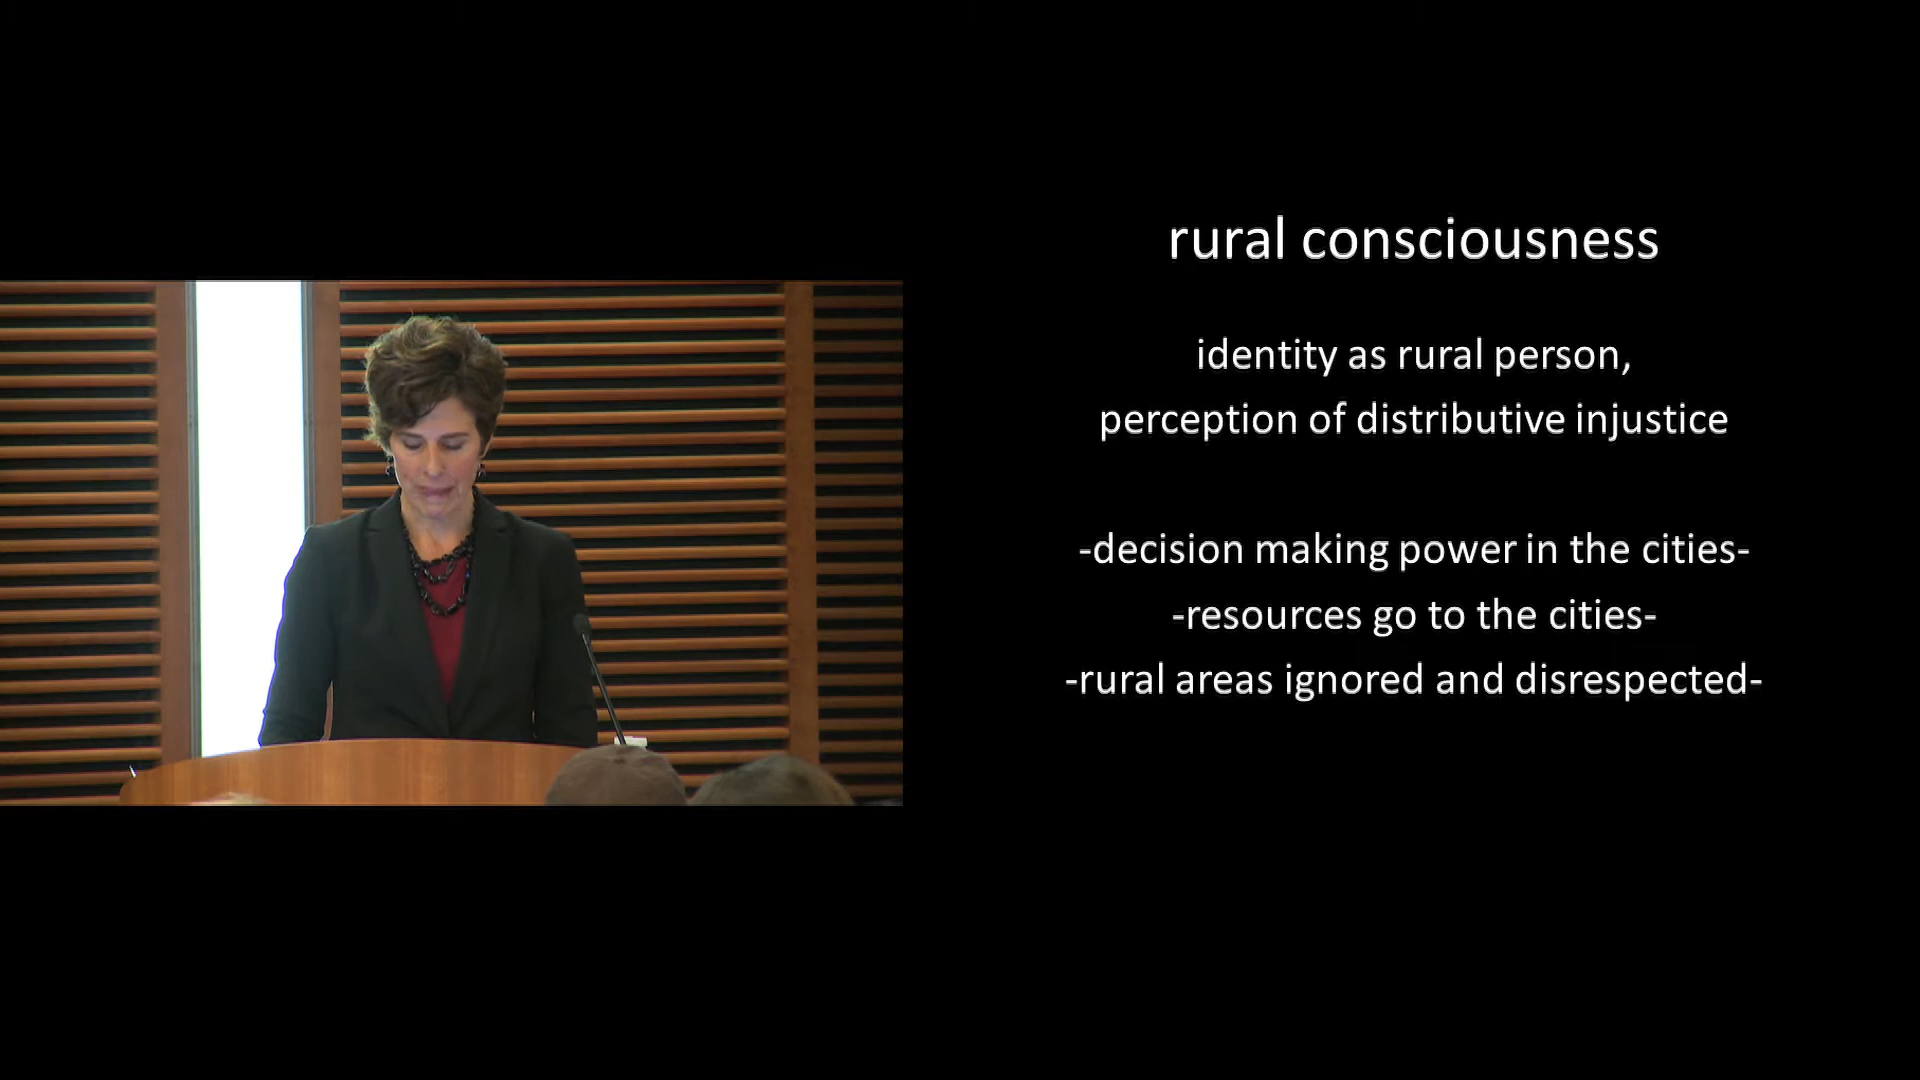 rural consciousness
identity as rural person,
perception of distributive injustice
-decision making power in the cities-
-resources go to the cities-
-rural areas ignored and disrespected-